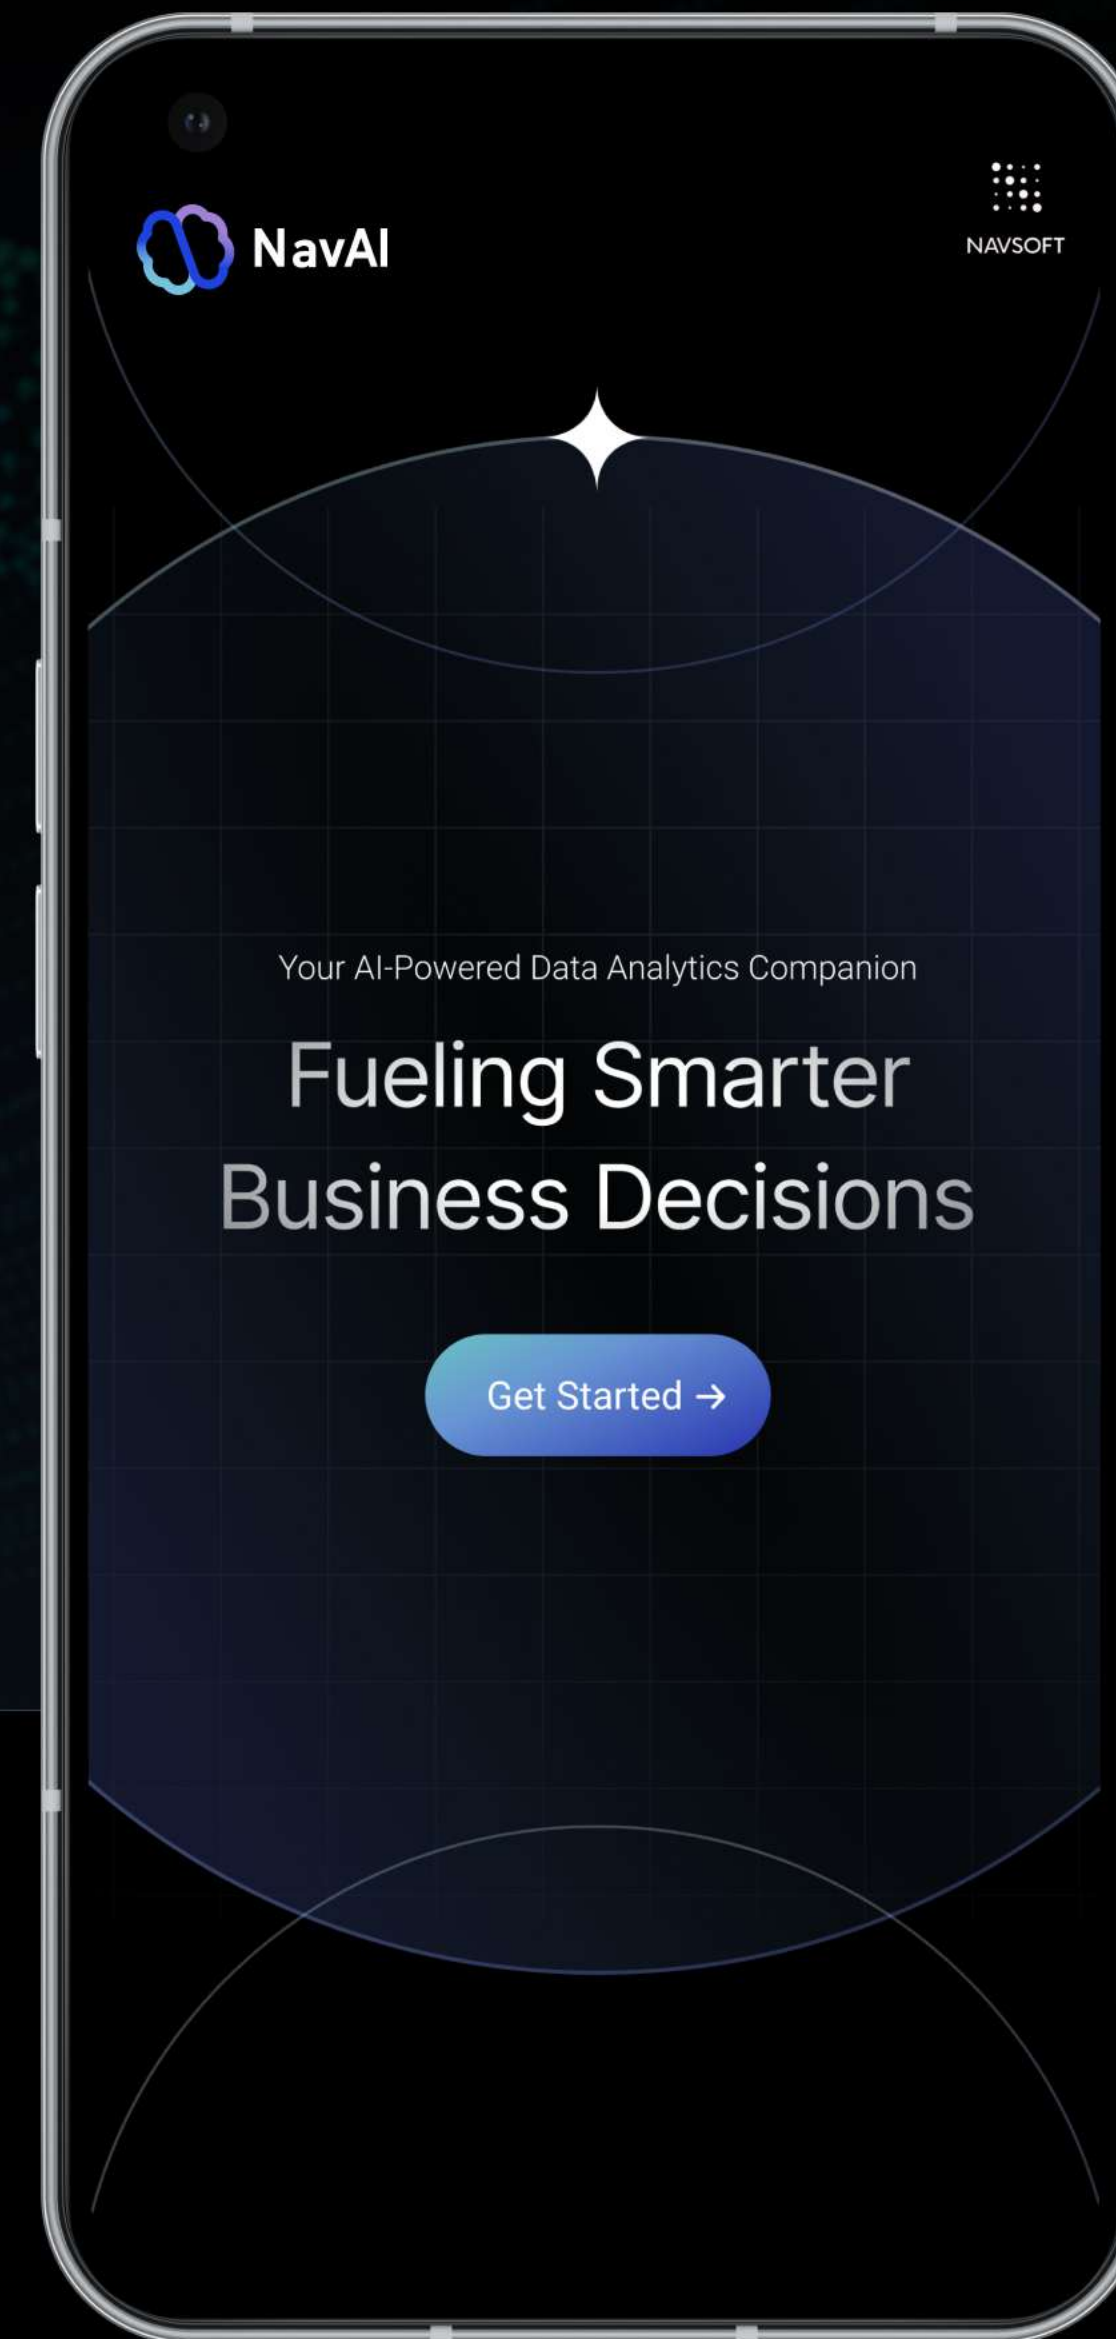 NavAI
NAVSOFT
Your AI-Powered Data Analytics Companion
Fueling Smarter
Business Decisions
Get Started →